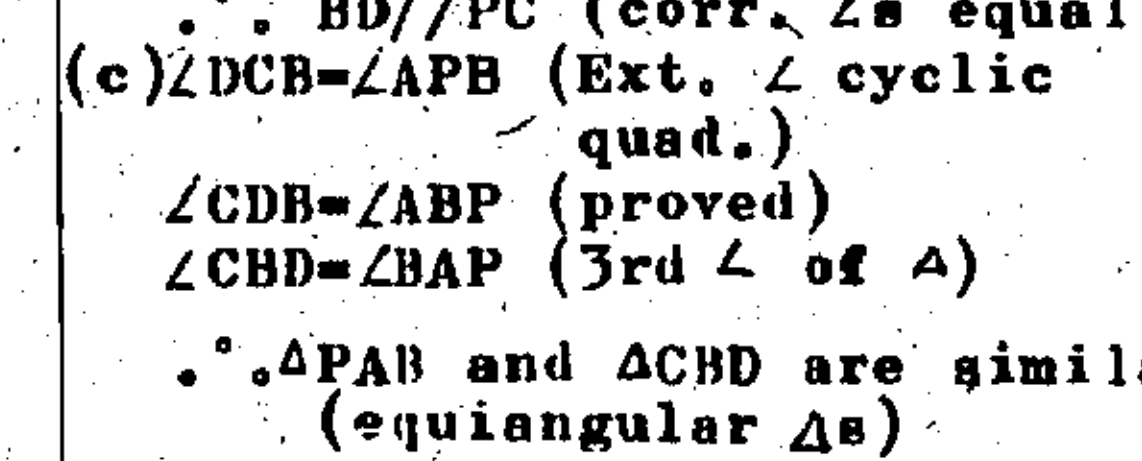 ∴ BD//PC (corr. ∠s equal
(c)∠DCB=∠APB (Ext. ∠ cyclic
quad.)
∠CDB=∠ABP (proved)
∠CBD=∠BAP (3rd ∠ of Δ)
∴ΔPAB and ΔCBD are simil
(equiangular Δs)